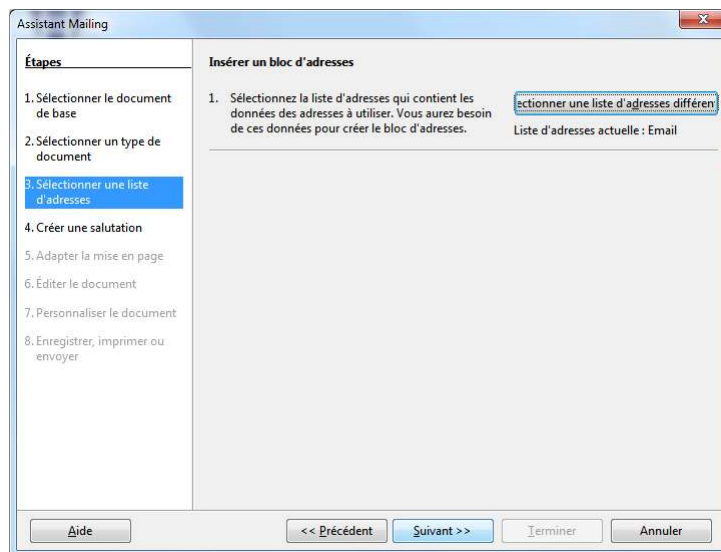 Assistant Mailing
Étapes
1. Sélectionner le document
de base
2. Sélectionner un type de
document
3. Sélectionner une liste
d'adresses
4. Créer une salutation
5. Adapter la mise en page
6. Éditer le document
7. Personnaliser le document
8. Enregistrer, imprimer ou
envoyer
Insérer un bloc d'adresses
1. Sélectionnez la liste d'adresses qui contient les
données des adresses à utiliser. Vous aurez besoin
de ces données pour créer le bloc d'adresses.
ectionner une liste d'adresses différen
Liste d'adresses actuelle : Email
Aide
<< Précédent
Suivant >>
Terminer
Annuler